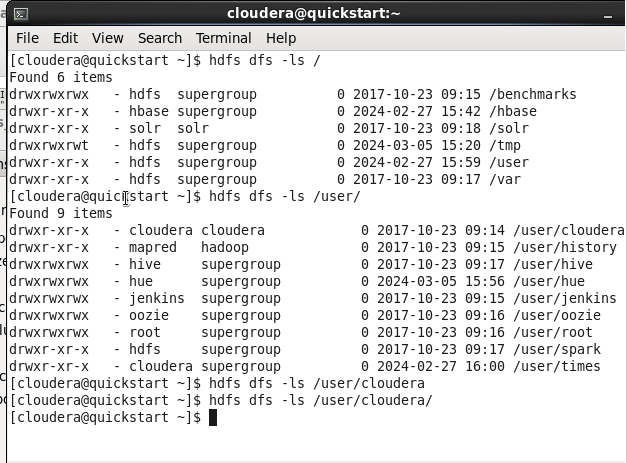 cloudera@quickstart:~
File Edit View Search Terminal Help
[cloudera@quickstart ~]$ hdfs dfs -ls /
Found 6 items
drwxrwxrwx   - hdfs  supergroup          0 2017-10-23 09:15 /benchmarks
drwxr-xr-x   - hbase supergroup          0 2024-02-27 15:42 /hbase
drwxr-xr-x   - solr  solr                0 2017-10-23 09:18 /solr
drwxrwxrwt   - hdfs  supergroup          0 2024-03-05 15:20 /tmp
drwxr-xr-x   - hdfs  supergroup          0 2024-02-27 15:59 /user
drwxr-xr-x   - hdfs  supergroup          0 2017-10-23 09:17 /var
[cloudera@quickstart ~]$ hdfs dfs -ls /user/
Found 9 items
drwxr-xr-x   - cloudera cloudera            0 2017-10-23 09:14 /user/cloudera
drwxr-xr-x   - mapred   hadoop              0 2017-10-23 09:15 /user/history
drwxrwxrwx   - hive     supergroup          0 2017-10-23 09:17 /user/hive
drwxrwxrwx   - hue      supergroup          0 2024-03-05 15:56 /user/hue
drwxrwxrwx   - jenkins  supergroup          0 2017-10-23 09:15 /user/jenkins
drwxrwxrwx   - oozie    supergroup          0 2017-10-23 09:16 /user/oozie
drwxrwxrwx   - root     supergroup          0 2017-10-23 09:16 /user/root
drwxr-xr-x   - hdfs     supergroup          0 2017-10-23 09:17 /user/spark
drwxr-xr-x   - cloudera supergroup          0 2024-02-27 16:00 /user/times
[cloudera@quickstart ~]$ hdfs dfs -ls /user/cloudera
[cloudera@quickstart ~]$ hdfs dfs -ls /user/cloudera/
[cloudera@quickstart ~]$